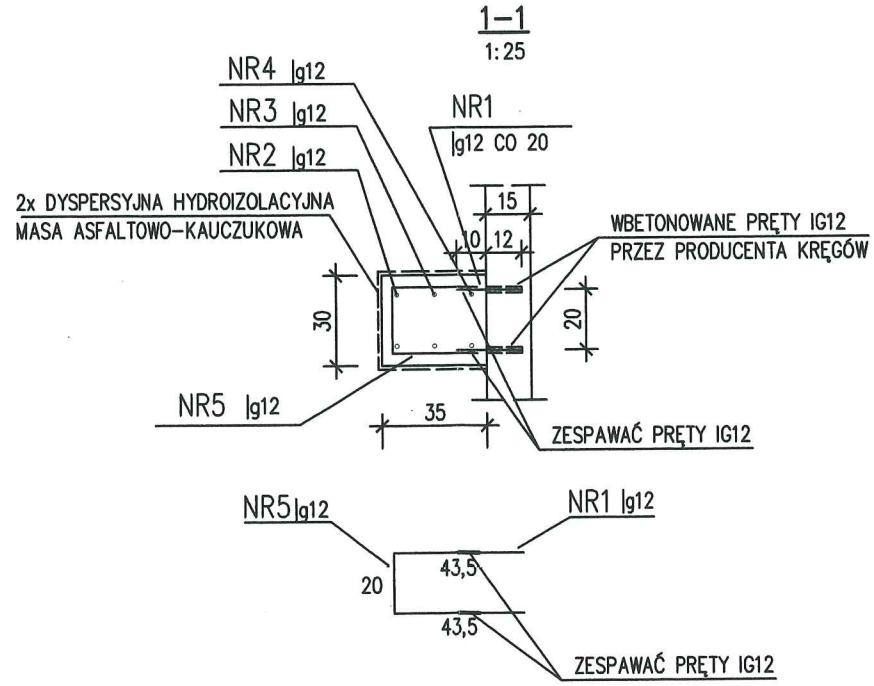 1-1
1:25
NR4 |g12
NR3 |g12
NR2 |g12
NR1
|g12 CO 20
2x DYSPERSYJNA HYDROIZOLACYJNA
MASA ASFALTOWO-KAUCZUKOWA
15
10
12
WBETONOWANE PRĘTY IG12
PRZEZ PRODUCENTA KRĘGÓW
30
20
NR5 |g12
35
ZESPAWAĆ PRĘTY IG12
NR5|g12
NR1 |g12
43,5
20
43,5
ZESPAWAĆ PRĘTY IG12